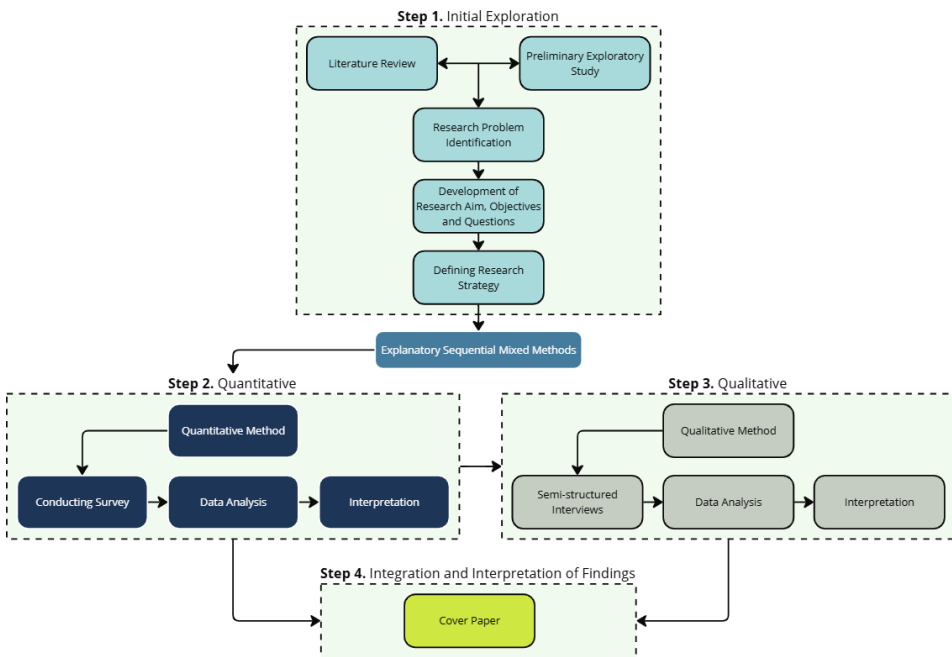 Step 1. Initial Exploration
Literature Review
Preliminary Exploratory
Study
Research Problem
Identification
Development of
Research Aim, Objectives
and Questions
Defining Research
Strategy
Explanatory Sequential Mixed Methods
Step 2. Quantitative
Quantitative Method
Conducting Survey
Data Analysis
Interpretation
Step 3. Qualitative
Qualitative Method
Semi-structured
Interviews
Data Analysis
Interpretation
Step 4. Integration and Interpretation of Findings
Cover Paper